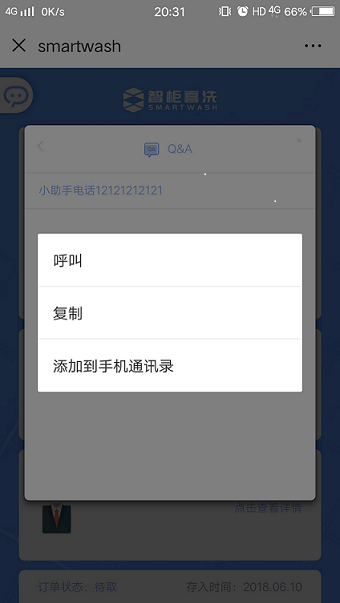 4G 0K/s 20:31 HD 4G 66%
smartwash
智柜喜洗
SMARTWASH
Q&A
小助手电话12121212121
呼叫
复制
添加到手机通讯录
点击查看详情
订单状态：待取 存入时间：2018.06.10